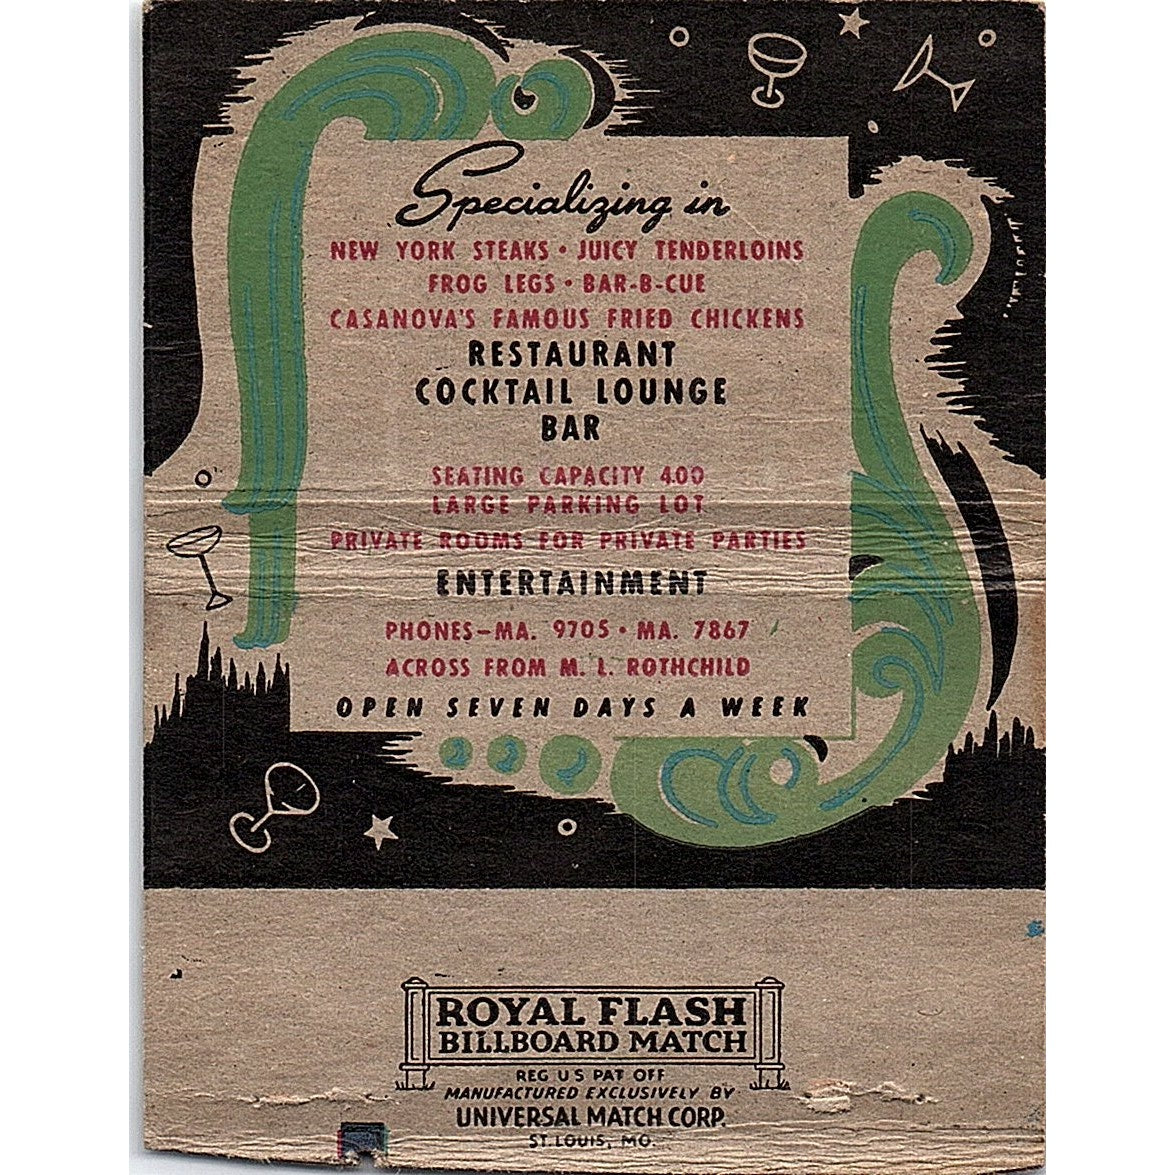 Specializing in
NEW YORK STEAKS • JUICY TENDERLOINS
FROG LEGS • BAR-B-CUE
CASANOVA'S FAMOUS FRIED CHICKENS
RESTAURANT
COCKTAIL LOUNGE
BAR
SEATING CAPACITY 400
LARGE PARKING LOT
PRIVATE ROOMS FOR PRIVATE PARTIES
ENTERTAINMENT
PHONES—MA. 9705 • MA. 7867
ACROSS FROM M. L. ROTHCHILD
OPEN SEVEN DAYS A WEEK
ROYAL FLASH
BILLBOARD MATCH
REG U S PAT OFF
MANUFACTURED EXCLUSIVELY BY
UNIVERSAL MATCH CORP.
ST. LOUIS, MO.